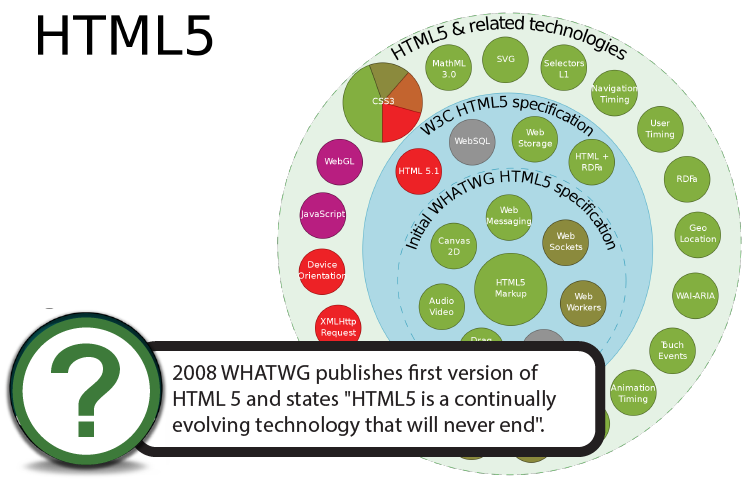 HTML5
HTML5 & related technologies
MathML
3.0
SVG
Selectors
L1
Navigation
Timing
User
Timing
RDFa
Geo
Location
WAI-ARIA
Touch
Events
Animation
Timing
CSS3
WebGL
JavaScript
Device
Orientation
XMLHttp
Request
W3C HTML5 specification
HTML 5.1
WebSQL
Web
Storage
HTML +
RDFa
Initial WHATWG HTML5 specification
Web
Messaging
Canvas
2D
Web
Sockets
HTML5
Markup
Audio
Video
Web
Workers
Drag
?
2008 WHATWG publishes first version of
HTML 5 and states "HTML5 is a continually
evolving technology that will never end".